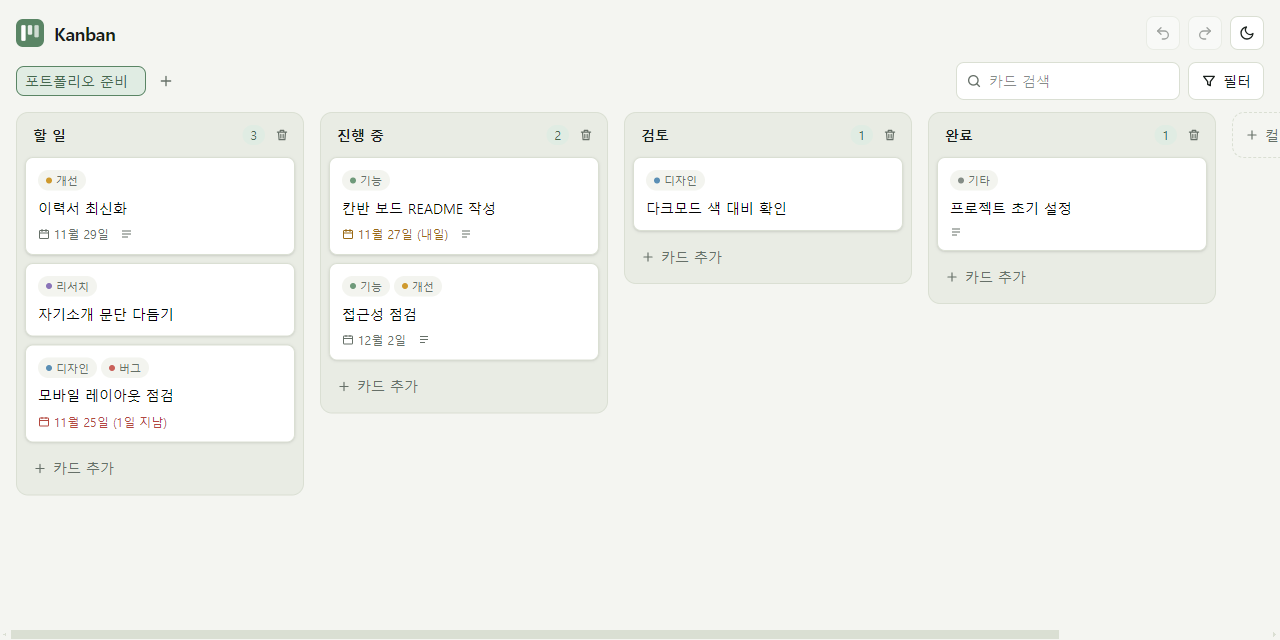 Kanban
포트폴리오 준비
카드 검색
필터
할 일 3
개선
이력서 최신화
11월 29일
리서치
자기소개 문단 다듬기
디자인 버그
모바일 레이아웃 점검
11월 25일 (1일 지남)
카드 추가
진행 중 2
기능
칸반 보드 README 작성
11월 27일 (내일)
기능 개선
접근성 점검
12월 2일
카드 추가
검토 1
디자인
다크모드 색 대비 확인
카드 추가
완료 1
기타
프로젝트 초기 설정
카드 추가